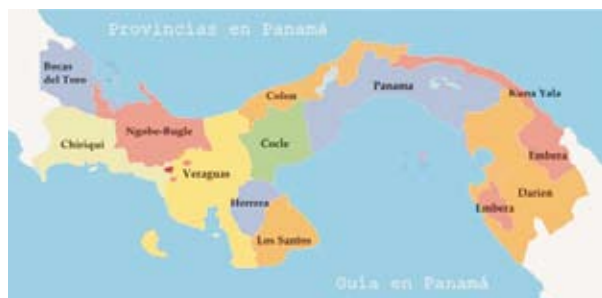 Provincias en Panamá
Bocas
del Toro
Colon
Panama
Kuna Yala
Chiriqui
Ngobe-Bugle
Cocle
Embera
Veraguas
Herrera
Embera
Darien
Los Santos
Guía en Panamá